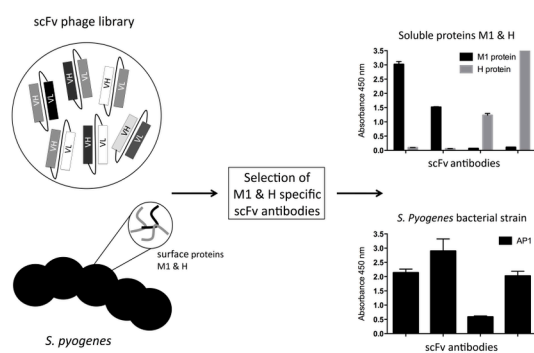 scFv phage library
VH VL
VH VL
VH VL
VH VL
VH VL
VH VL
surface proteins
M1 & H
S. pyogenes
Selection of
M1 & H specific
scFv antibodies
Soluble proteins M1 & H
M1 protein
H protein
Absorbance 450 nm
3.5
3.0
2.5
2.0
1.5
1.0
0.5
0.0
scFv antibodies
S. Pyogenes bacterial strain
AP1
Absorbance 450 nm
3.5
3.0
2.5
2.0
1.5
1.0
0.5
0.0
scFv antibodies